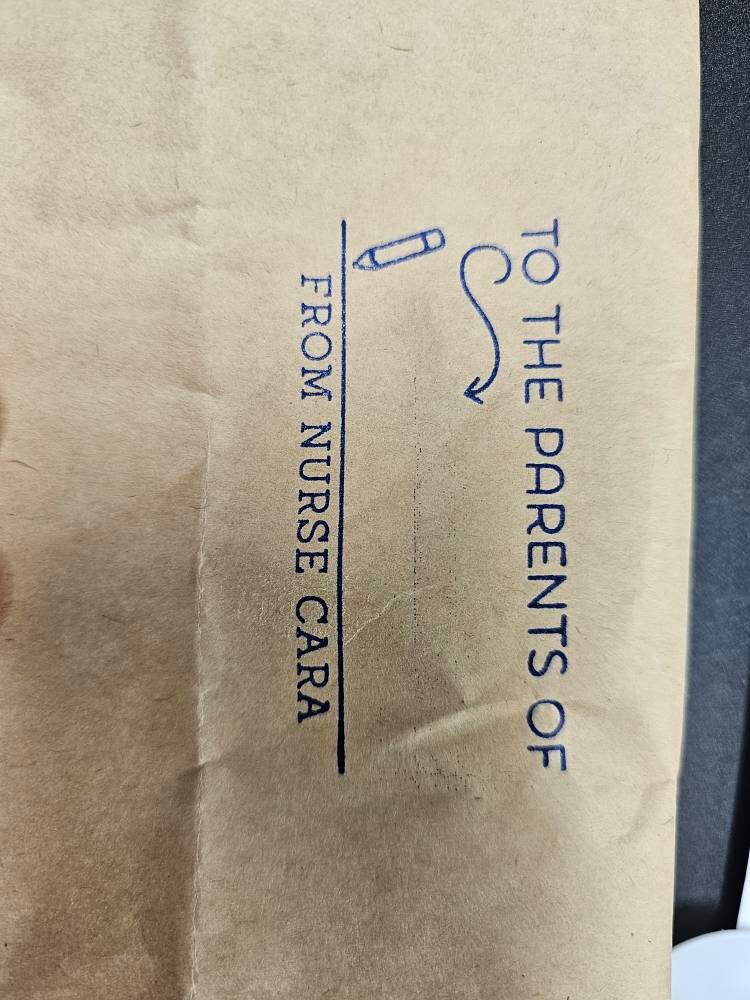 TO THE PARENTS OF
FROM NURSE CARA